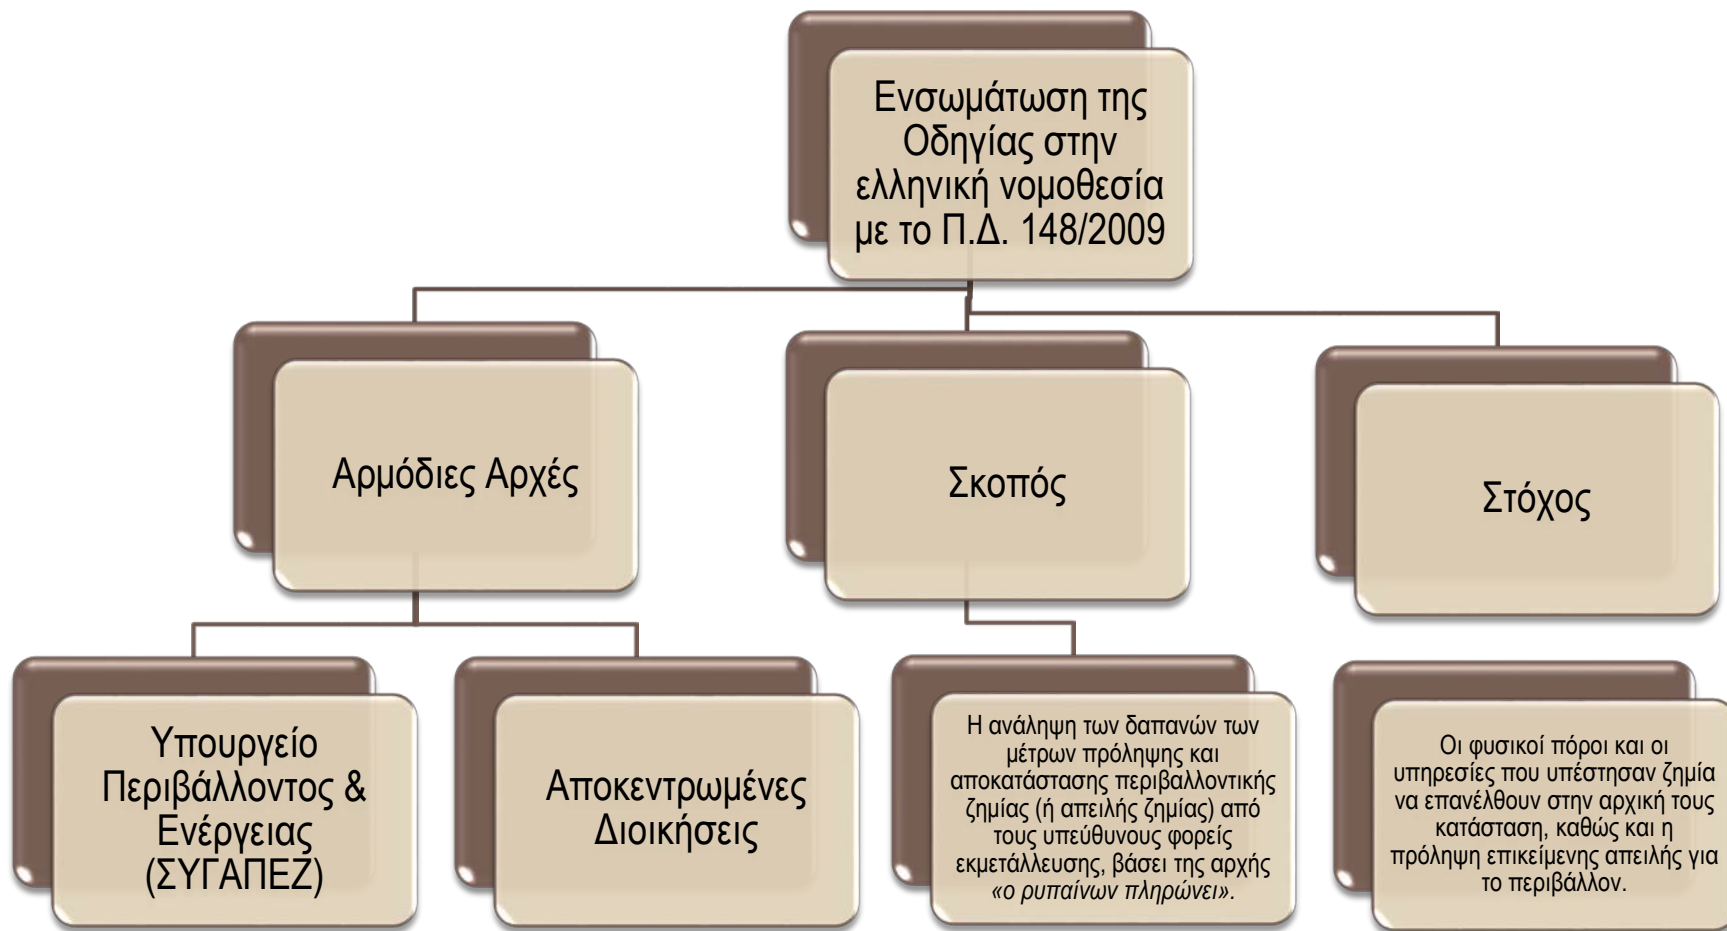 Ενσωμάτωση της
Οδηγίας στην
ελληνική νομοθεσία
με το Π.Δ. 148/2009
Αρμόδιες Αρχές
Σκοπός
Στόχος
Υπουργείο
Περιβάλλοντος &
Ενέργειας
(ΣΥΓΑΠΕΖ)
Αποκεντρωμένες
Διοικήσεις
Η ανάληψη των δαπανών των
μέτρων πρόληψης και
αποκατάστασης περιβαλλοντικής
ζημίας (ή απειλής ζημίας) από
τους υπεύθυνους φορείς
εκμετάλλευσης, βάσει της αρχής
«ο ρυπαίνων πληρώνει».
Οι φυσικοί πόροι και οι
υπηρεσίες που υπέστησαν ζημία
να επανέλθουν στην αρχική τους
κατάσταση, καθώς και η
πρόληψη επικείμενης απειλής για
το περιβάλλον.